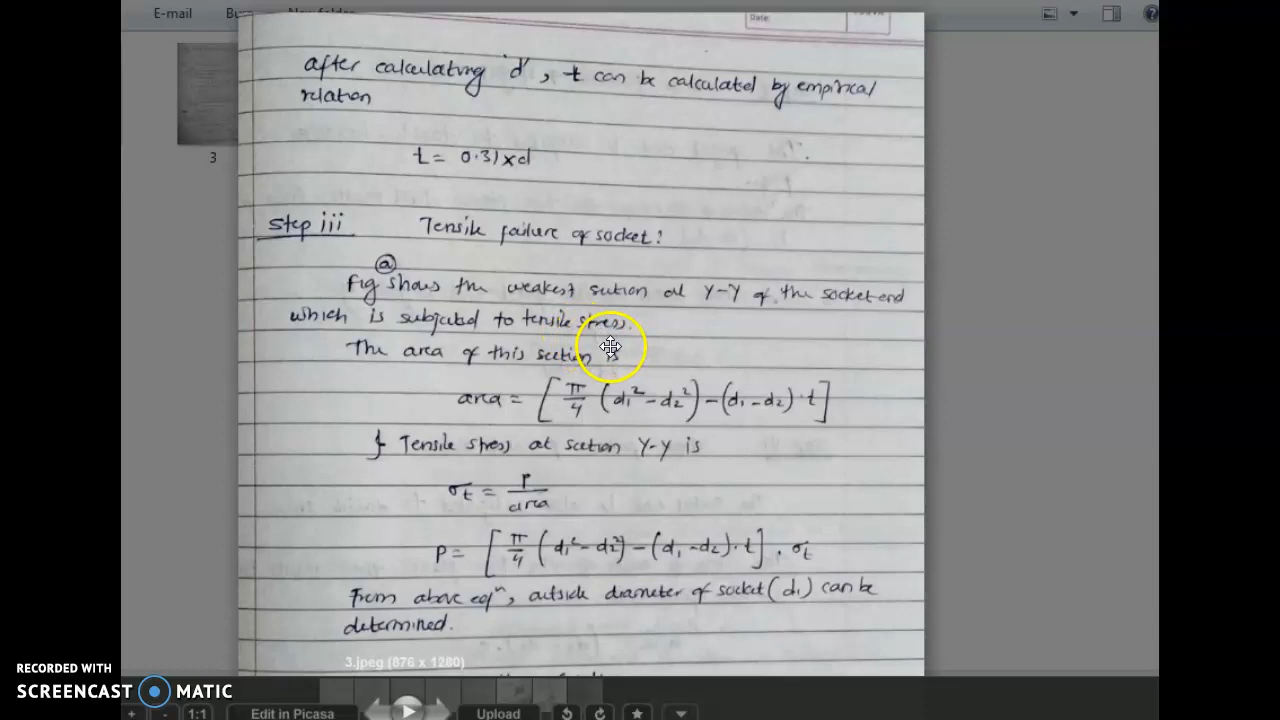 E-mail Bu New folder
Date:
after calculating 'd', t can be calculated by empirical
relation
t = 0.31 x d
3
Step iii Tensile failure of socket:
(a)
Fig shows the weakest section at Y-Y of the socket end
which is subjected to tensile stress.
The area of this section is
area = [π/4 (d₁² - d₂²) - (d₁ - d₂) · t]
} Tensile stress at section Y-Y is
σt = P/area
P = [π/4 (d₁² - d₂²) - (d₁ - d₂) · t] · σt
From above eqⁿ, outside diameter of socket (d₁) can be
determined.
3.jpeg (876 x 1280)
RECORDED WITH
SCREENCAST MATIC
+ - 1:1 Edit in Picasa Upload